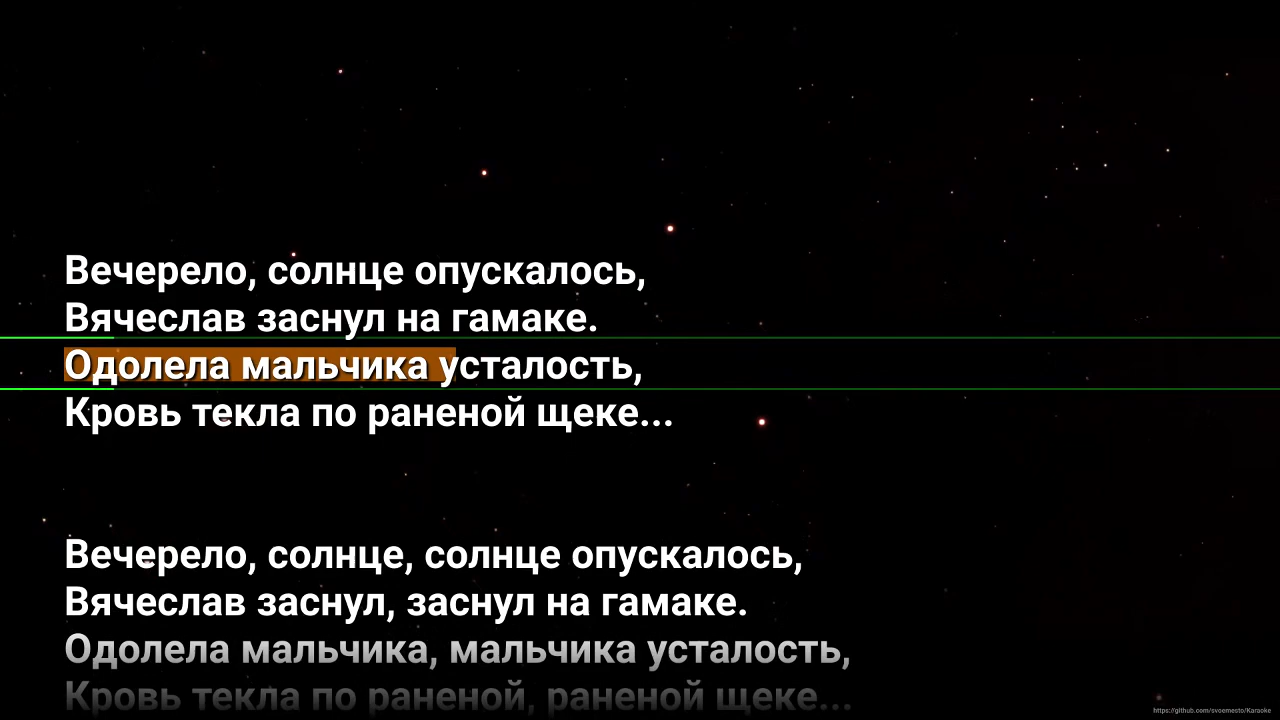 Вечерело, солнце опускалось,
Вячеслав заснул на гамаке.
Одолела мальчика усталость,
Кровь текла по раненой щеке...
Вечерело, солнце, солнце опускалось,
Вячеслав заснул, заснул на гамаке.
Одолела мальчика, мальчика усталость,
Кровь текла по раненой, раненой щеке...
https://github.com/svoemesto/Karaoke